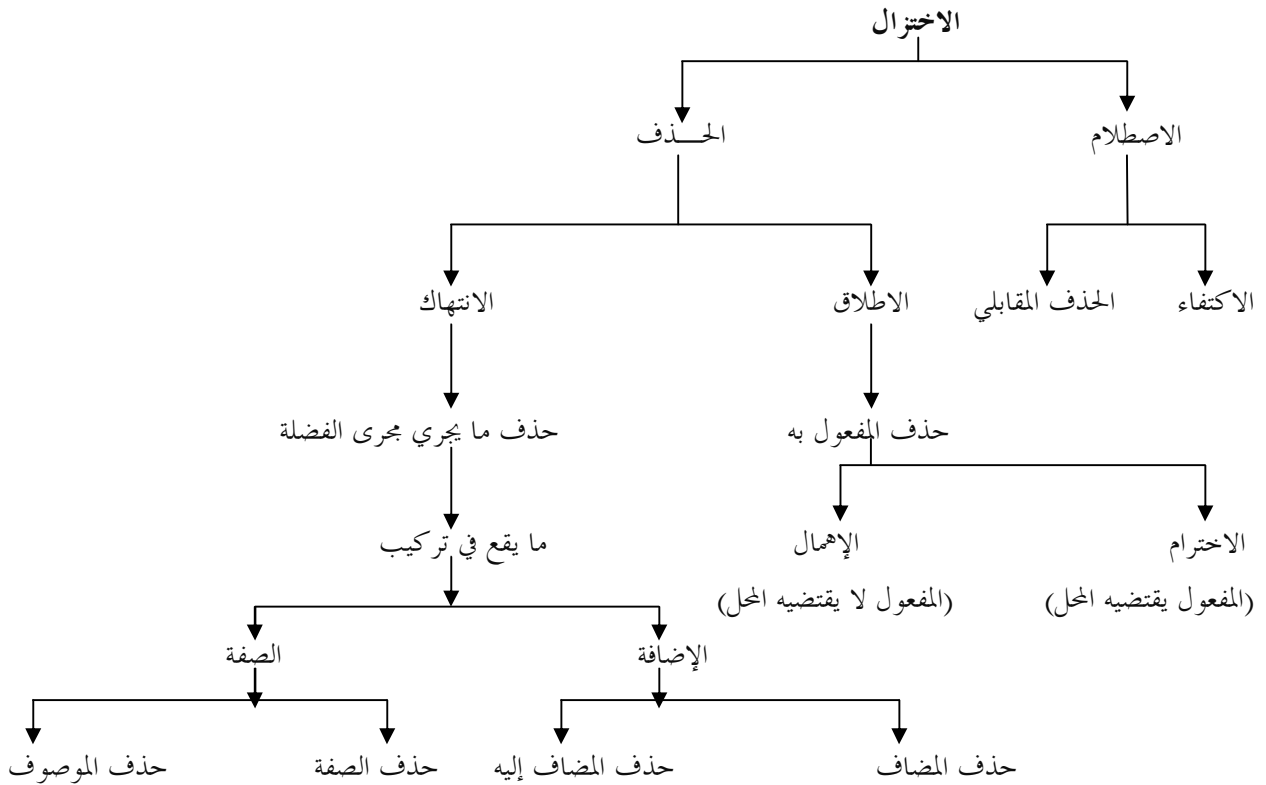 الاختزال
الاصطلام
الحـــذف
الاكتفاء
الحذف المقابلي
الاطلاق
الانتهاك
حذف المفعول به
حذف ما يجري مجرى الفضلة
الاخترام
الإهمال
ما يقع في تركيب
(المفعول يقتضيه المحل)
(المفعول لا يقتضيه المحل)
الإضافة
الصفة
حذف المضاف
حذف المضاف إليه
حذف الصفة
حذف الموصوف